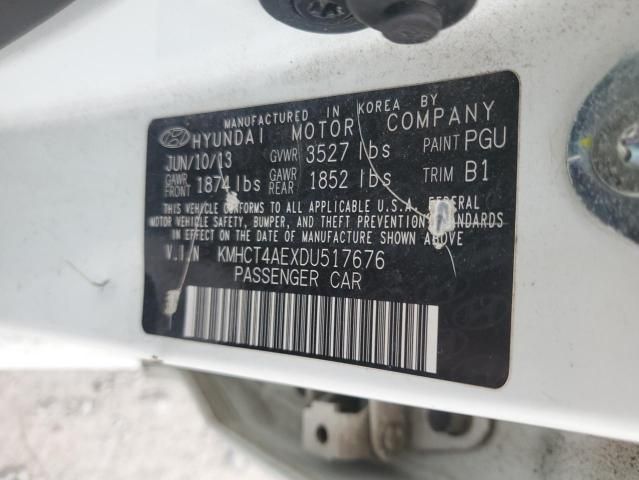 MANUFACTURED IN KOREA BY
HYUNDAI MOTOR COMPANY
JUN/10/13 GVWR 3527 lbs PAINT PGU
GAWR FRONT 1874 lbs GAWR REAR 1852 lbs TRIM B1
THIS VEHICLE CONFORMS TO ALL APPLICABLE U.S.A. FEDERAL
MOTOR VEHICLE SAFETY, BUMPER, AND THEFT PREVENTION STANDARDS
IN EFFECT ON THE DATE OF MANUFACTURE SHOWN ABOVE
V.I.N KMHCT4AEXDU517676
PASSENGER CAR